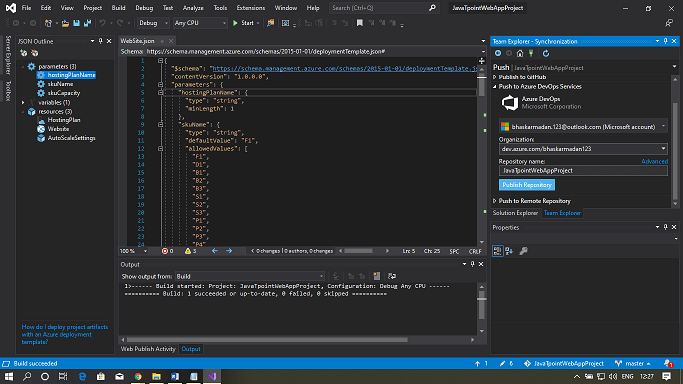 File Edit View Project Build Debug Team Test Analyze Tools Extensions Window Help Search (Ctrl+Q) JavaTpointWebAppProject
Debug Any CPU Start
Server Explorer
Toolbox
JSON Outline
parameters (3)
hostingPlanName
skuName
skuCapacity
variables (1)
resources (3)
HostingPlan
Website
AutoScaleSettings
How do I deploy project artifacts
with an Azure deployment
template?
WebSite.json
Schema: https://schema.management.azure.com/schemas/2015-01-01/deploymentTemplate.json#
1 {
2 "$schema": "https://schema.management.azure.com/schemas/2015-01-01/deploymentTemplate.js
3 "contentVersion": "1.0.0.0",
4 "parameters": {
5 "hostingPlanName": {
6 "type": "string",
7 "minLength": 1
8 },
9 "skuName": {
10 "type": "string",
11 "defaultValue": "F1",
12 "allowedValues": [
13 "F1",
14 "D1",
15 "B1",
16 "B2",
17 "B3",
18 "S1",
19 "S2",
20 "S3",
21 "P1",
22 "P2",
23 "P3",
24 "P4"
100 % 0 3 0 changes | 0 authors, 0 changes Ln: 5 Ch: 25 SPC CRLF
Output
Show output from: Build
1>------ Build started: Project: JavaTpointWebAppProject, Configuration: Debug Any CPU ------
========== Build: 1 succeeded or up-to-date, 0 failed, 0 skipped ==========
Web Publish Activity Output
Team Explorer - Synchronization
Push | JavaTpointWebAppProject
Publish to GitHub
Push to Azure DevOps Services
Azure DevOps
Microsoft Corporation
bhaskarmadan.123@outlook.com (Microsoft account)
Organization:
dev.azure.com/bhaskarmadan123
Repository name: Advanced
JavaTpointWebAppProject
Publish Repository
Push to Remote Repository
Solution Explorer Team Explorer
Properties
Build succeeded 1 6 JavaTpointWebAppProject master
ENG 13:27